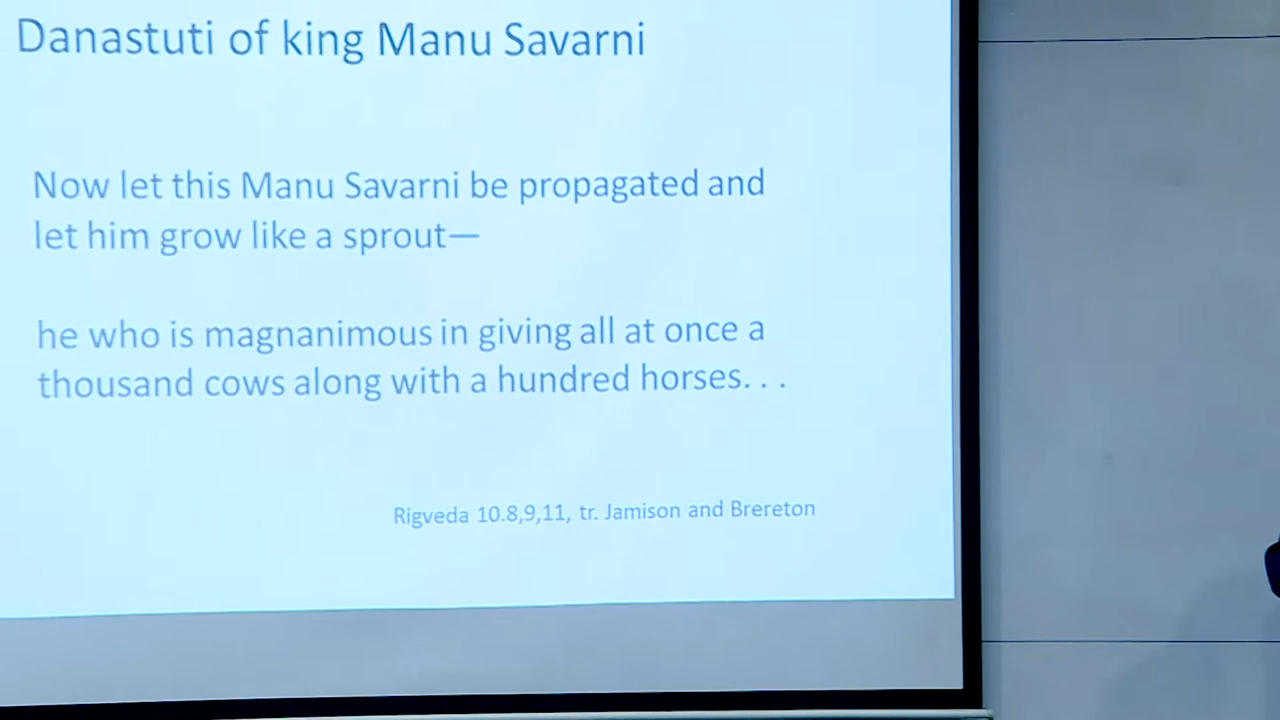 Danastuti of king Manu Savarni
Now let this Manu Savarni be propagated and
let him grow like a sprout—
he who is magnanimous in giving all at once a
thousand cows along with a hundred horses. . .
Rigveda 10.8,9,11, tr. Jamison and Brereton